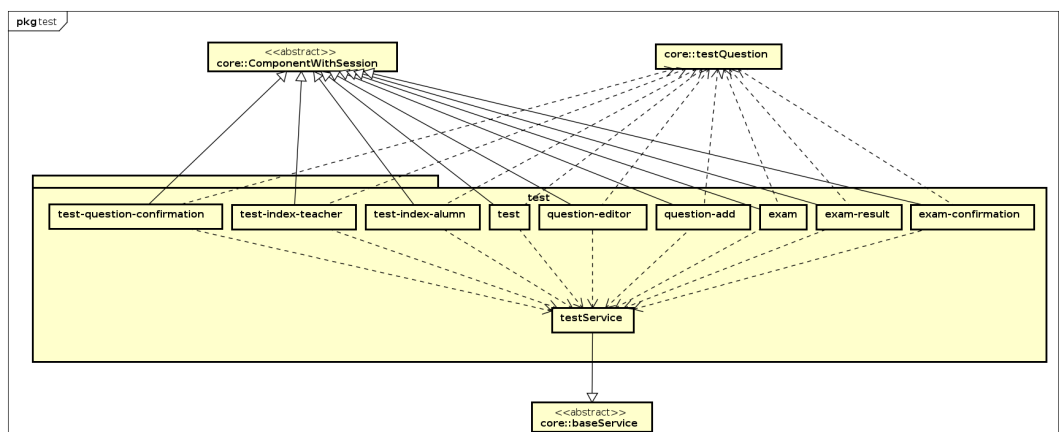 pkg test
<<abstract>>
core::ComponentWithSession
core::testQuestion
test
test-question-confirmation
test-index-teacher
test-index-alumn
test
question-editor
question-add
exam
exam-result
exam-confirmation
testService
<<abstract>>
core::baseService